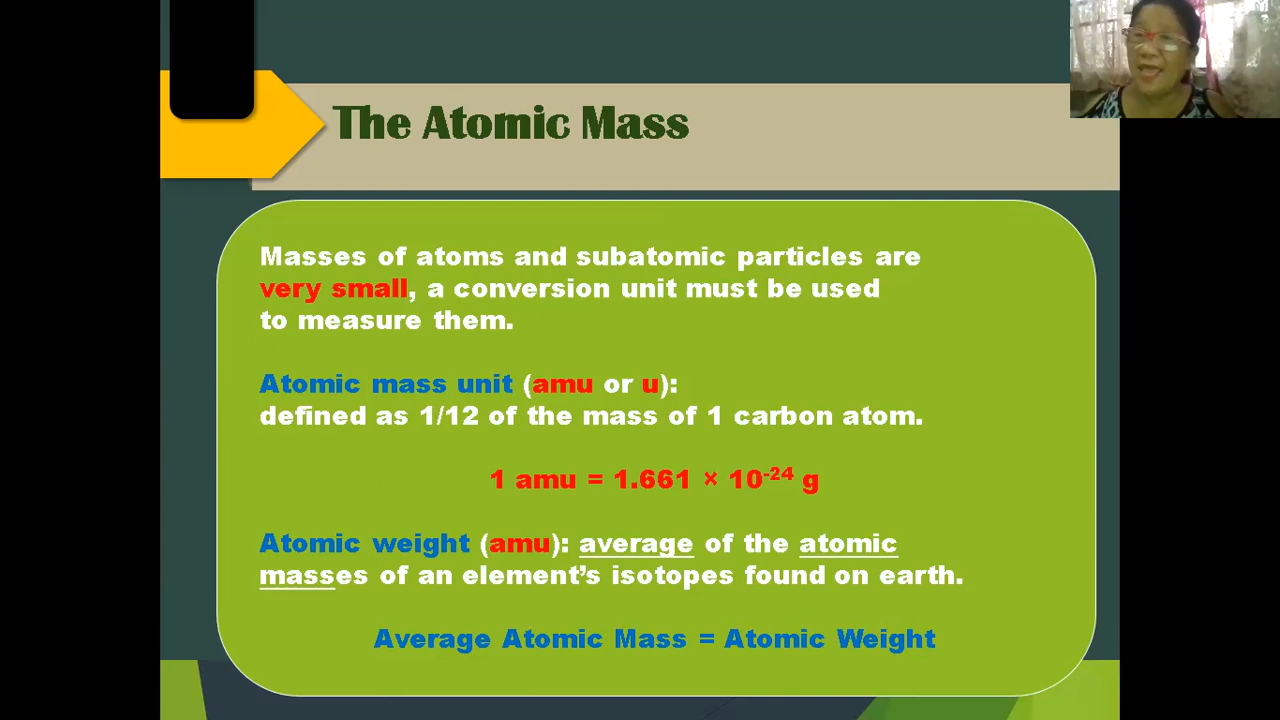 The Atomic Mass
Masses of atoms and subatomic particles are
very small, a conversion unit must be used
to measure them.
Atomic mass unit (amu or u):
defined as 1/12 of the mass of 1 carbon atom.
1 amu = 1.661 × 10⁻²⁴ g
Atomic weight (amu): average of the atomic
masses of an element’s isotopes found on earth.
Average Atomic Mass = Atomic Weight